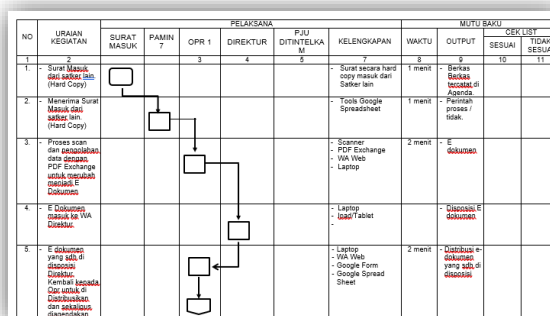 PELAKSANA
MUTU BAKU
NO
URAIAN KEGIATAN
SURAT MASUK
PAMIN 7
OPR 1
DIREKTUR
PJU DITINTELKAM
KELENGKAPAN
WAKTU
OUTPUT
CEK LIST
SESUAI
TIDAK SESUAI
1 2 3 4 5 7 8 9 10 11
1.
- Surat Masuk
dari satker lain.
(Hard Copy)
- Surat secara hard
copy masuk dari
Satker lain
1 menit
- Berkas
Berkas
tercatat di
Agenda.
2.
- Menerima Surat
Masuk dari
satker lain.
(Hard Copy)
- Tools Google
Spreadsheet
1 menit
- Perintah
proses /
tidak.
3.
- Proses scan
dan pengolahan
data dengan
PDF Exchange
untuk merubah
menjadi E
Dokumen
- Scanner
- PDF Exchange
- WA Web
- Laptop
2 menit
- E
dokumen
4.
- E Dokumen
masuk ke WA
Direktur
- Laptop
- Ipad/Tablet
-
- Disposisi E
dokumen
5.
- E dokumen
yang sdh di
disposisi
Direktur
Kembali kepada
Opr untuk di
Distribusikan
dan sekaligus
diagendakan
- Laptop
- WA Web
- Google Form
- Google Spread
Sheet
2 menit
- Distribusi e-
dokumen
yang sdh di
disposisi